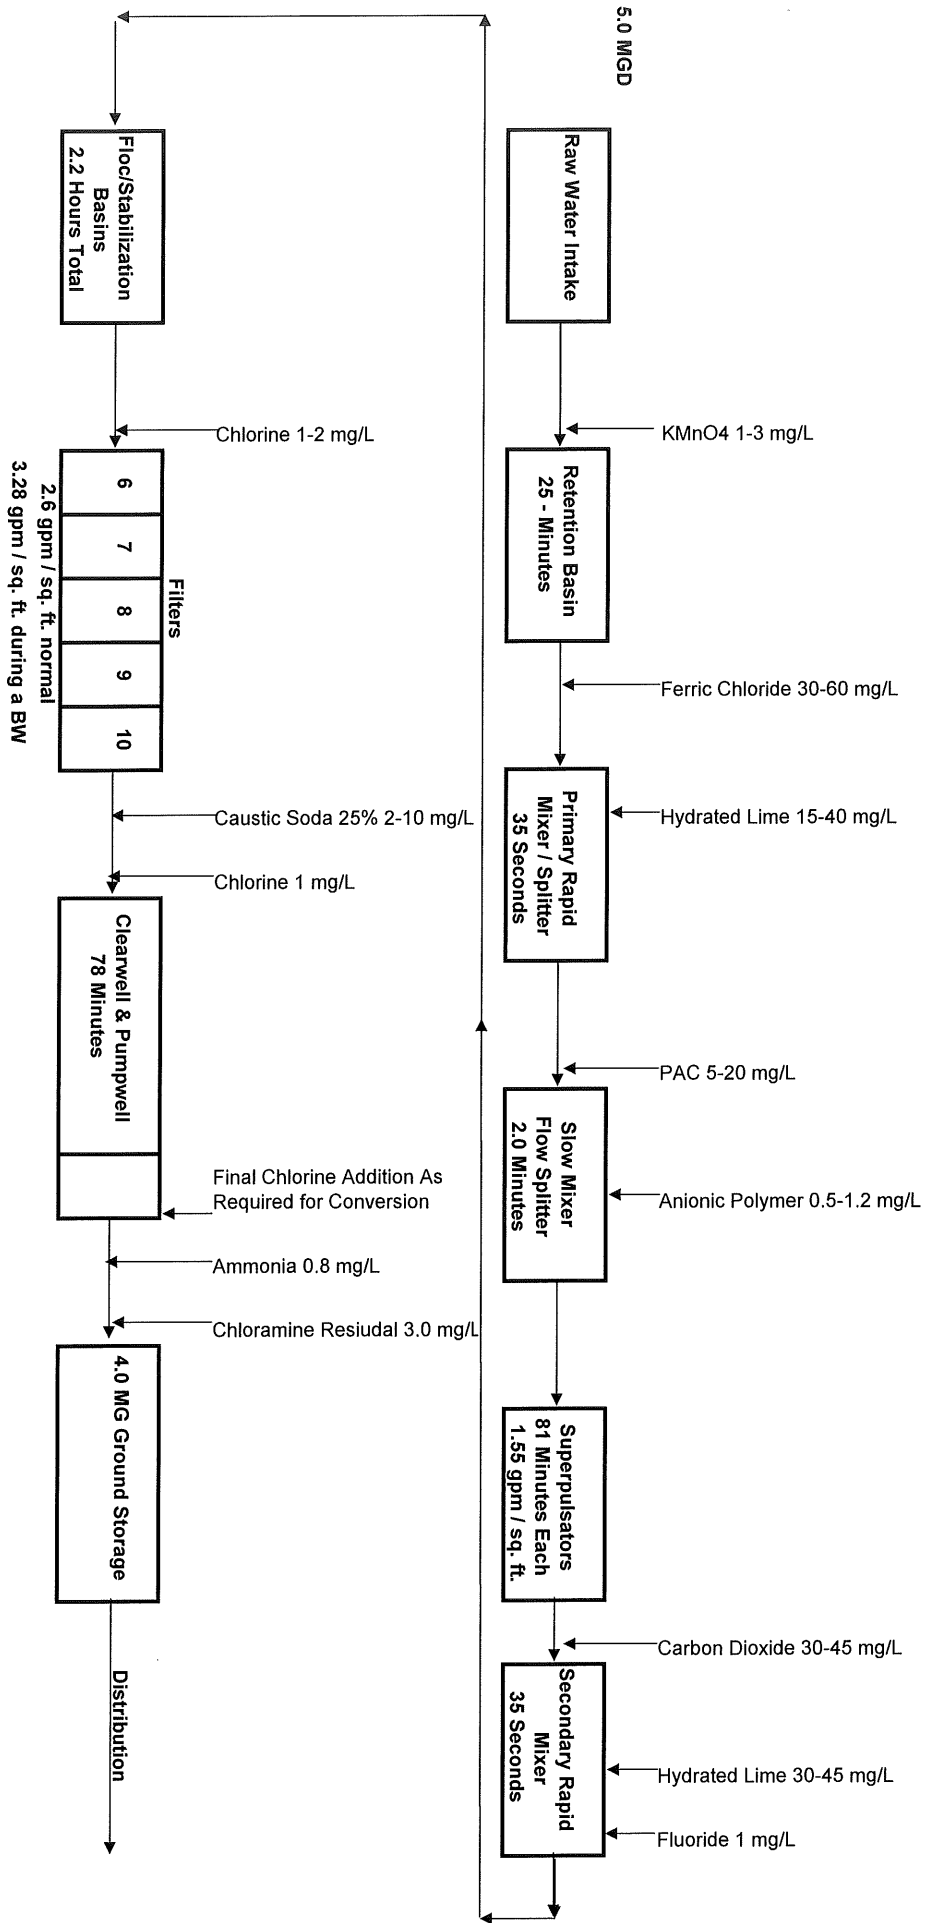 5.0 MGD
Raw Water Intake
KMnO4 1-3 mg/L
Retention Basin
25 - Minutes
Ferric Chloride 30-60 mg/L
Hydrated Lime 15-40 mg/L
Primary Rapid
Mixer / Splitter
35 Seconds
PAC 5-20 mg/L
Slow Mixer
Flow Splitter
2.0 Minutes
Anionic Polymer 0.5-1.2 mg/L
Superpulsators
81 Minutes Each
1.55 gpm / sq. ft.
Carbon Dioxide 30-45 mg/L
Secondary Rapid
Mixer
35 Seconds
Hydrated Lime 30-45 mg/L
Fluoride 1 mg/L
Floc/Stabilization
Basins
2.2 Hours Total
Chlorine 1-2 mg/L
Filters
6
7
8
9
10
2.6 gpm / sq. ft. normal
3.28 gpm / sq. ft. during a BW
Caustic Soda 25% 2-10 mg/L
Chlorine 1 mg/L
Clearwell & Pumpwell
78 Minutes
Final Chlorine Addition As
Required for Conversion
Ammonia 0.8 mg/L
Chloramine Resiudal 3.0 mg/L
4.0 MG Ground Storage
Distribution